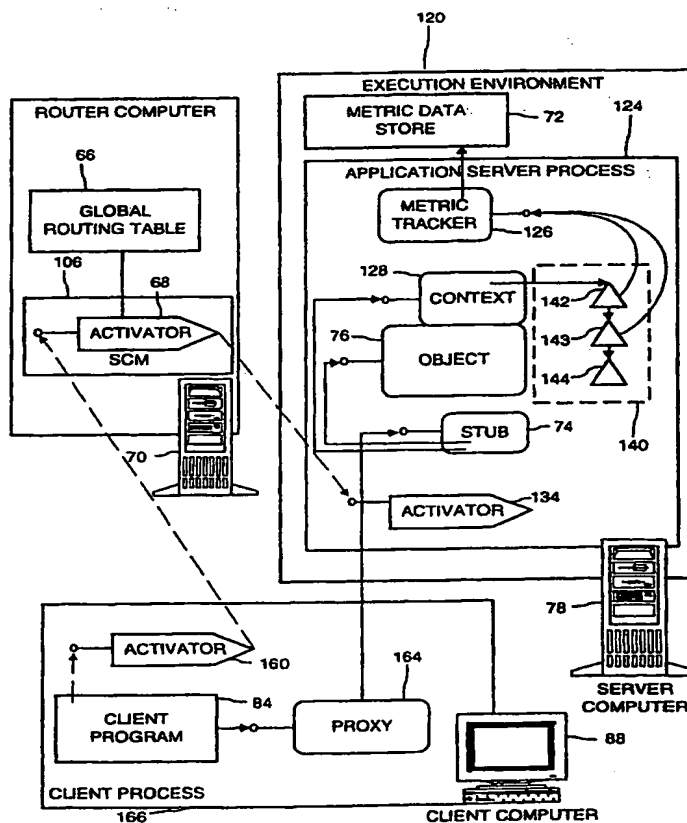 120
EXECUTION ENVIRONMENT
METRIC DATA
STORE
72
124
APPLICATION SERVER PROCESS
METRIC
TRACKER
126
128
CONTEXT
142
76
OBJECT
143
144
STUB
74
140
ACTIVATOR
134
78
SERVER
COMPUTER
ROUTER COMPUTER
66
GLOBAL
ROUTING TABLE
106
68
ACTIVATOR
SCM
70
ACTIVATOR
160
164
84
CLIENT
PROGRAM
PROXY
88
CLIENT PROCESS
166
CLIENT COMPUTER